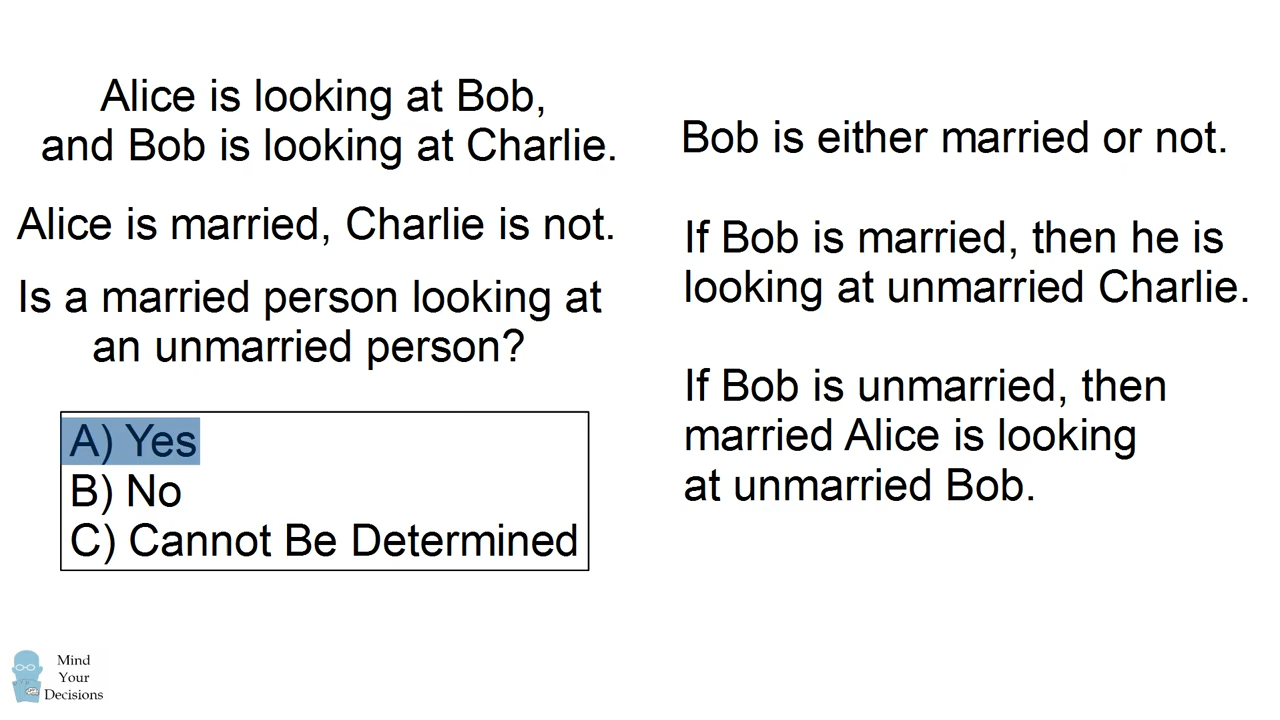 Alice is looking at Bob,
and Bob is looking at Charlie.
Alice is married, Charlie is not.
Is a married person looking at
an unmarried person?
A) Yes
B) No
C) Cannot Be Determined
Bob is either married or not.
If Bob is married, then he is
looking at unmarried Charlie.
If Bob is unmarried, then
married Alice is looking
at unmarried Bob.
Mind
Your
Decisions